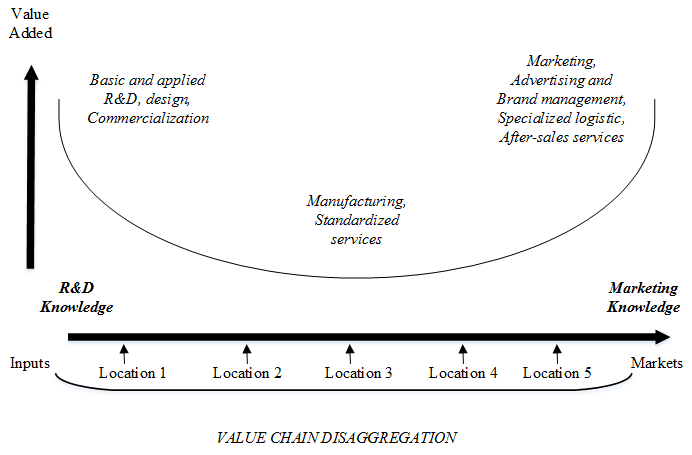 Value
Added
Basic and applied
R&D, design,
Commercialization
Marketing,
Advertising and
Brand management,
Specialized logistic,
After-sales services
Manufacturing,
Standardized
services
R&D
Knowledge
Marketing
Knowledge
Inputs
Location 1
Location 2
Location 3
Location 4
Location 5
Markets
VALUE CHAIN DISAGGREGATION